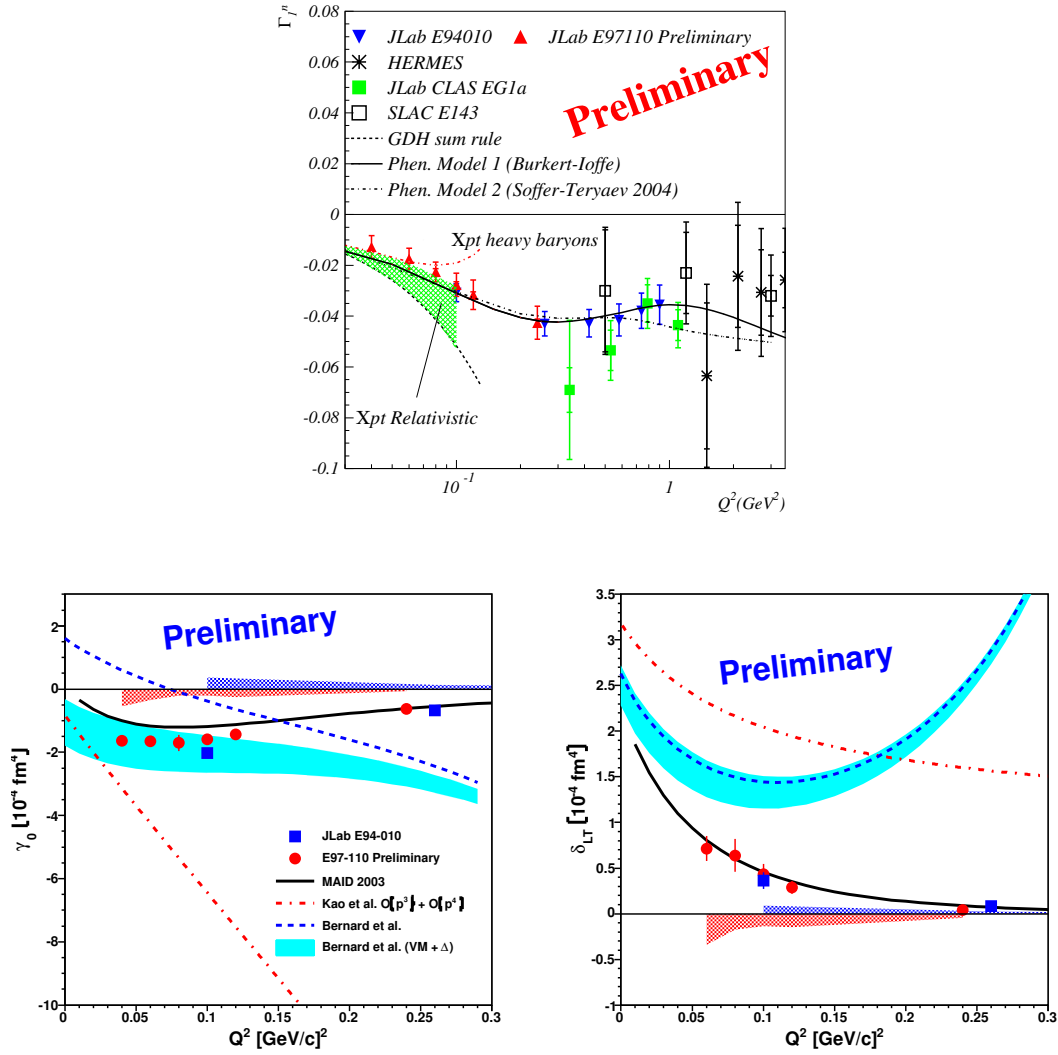 Γ₁ⁿ
0.08
0.06
0.04
0.02
0
-0.02
-0.04
-0.06
-0.08
-0.1
JLab E94010
JLab E97110 Preliminary
HERMES
JLab CLAS EG1a
SLAC E143
GDH sum rule
Phen. Model 1 (Burkert-Ioffe)
Phen. Model 2 (Soffer-Teryaev 2004)
Preliminary
Χpt heavy baryons
Χpt Relativistic
10⁻¹
1
Q²(GeV²)
γ₀ [10⁻⁴ fm⁴]
2
0
-2
-4
-6
-8
-10
Preliminary
JLab E94-010
E97-110 Preliminary
MAID 2003
Kao et al. O(p³) + O(p⁴)
Bernard et al.
Bernard et al. (VM + Δ)
0 0.05 0.1 0.15 0.2 0.25 0.3
Q² [GeV/c]²
δ_LT [10⁻⁴ fm⁴]
3.5
3
2.5
2
1.5
1
0.5
0
-0.5
-1
Preliminary
0 0.05 0.1 0.15 0.2 0.25 0.3
Q² [GeV/c]²